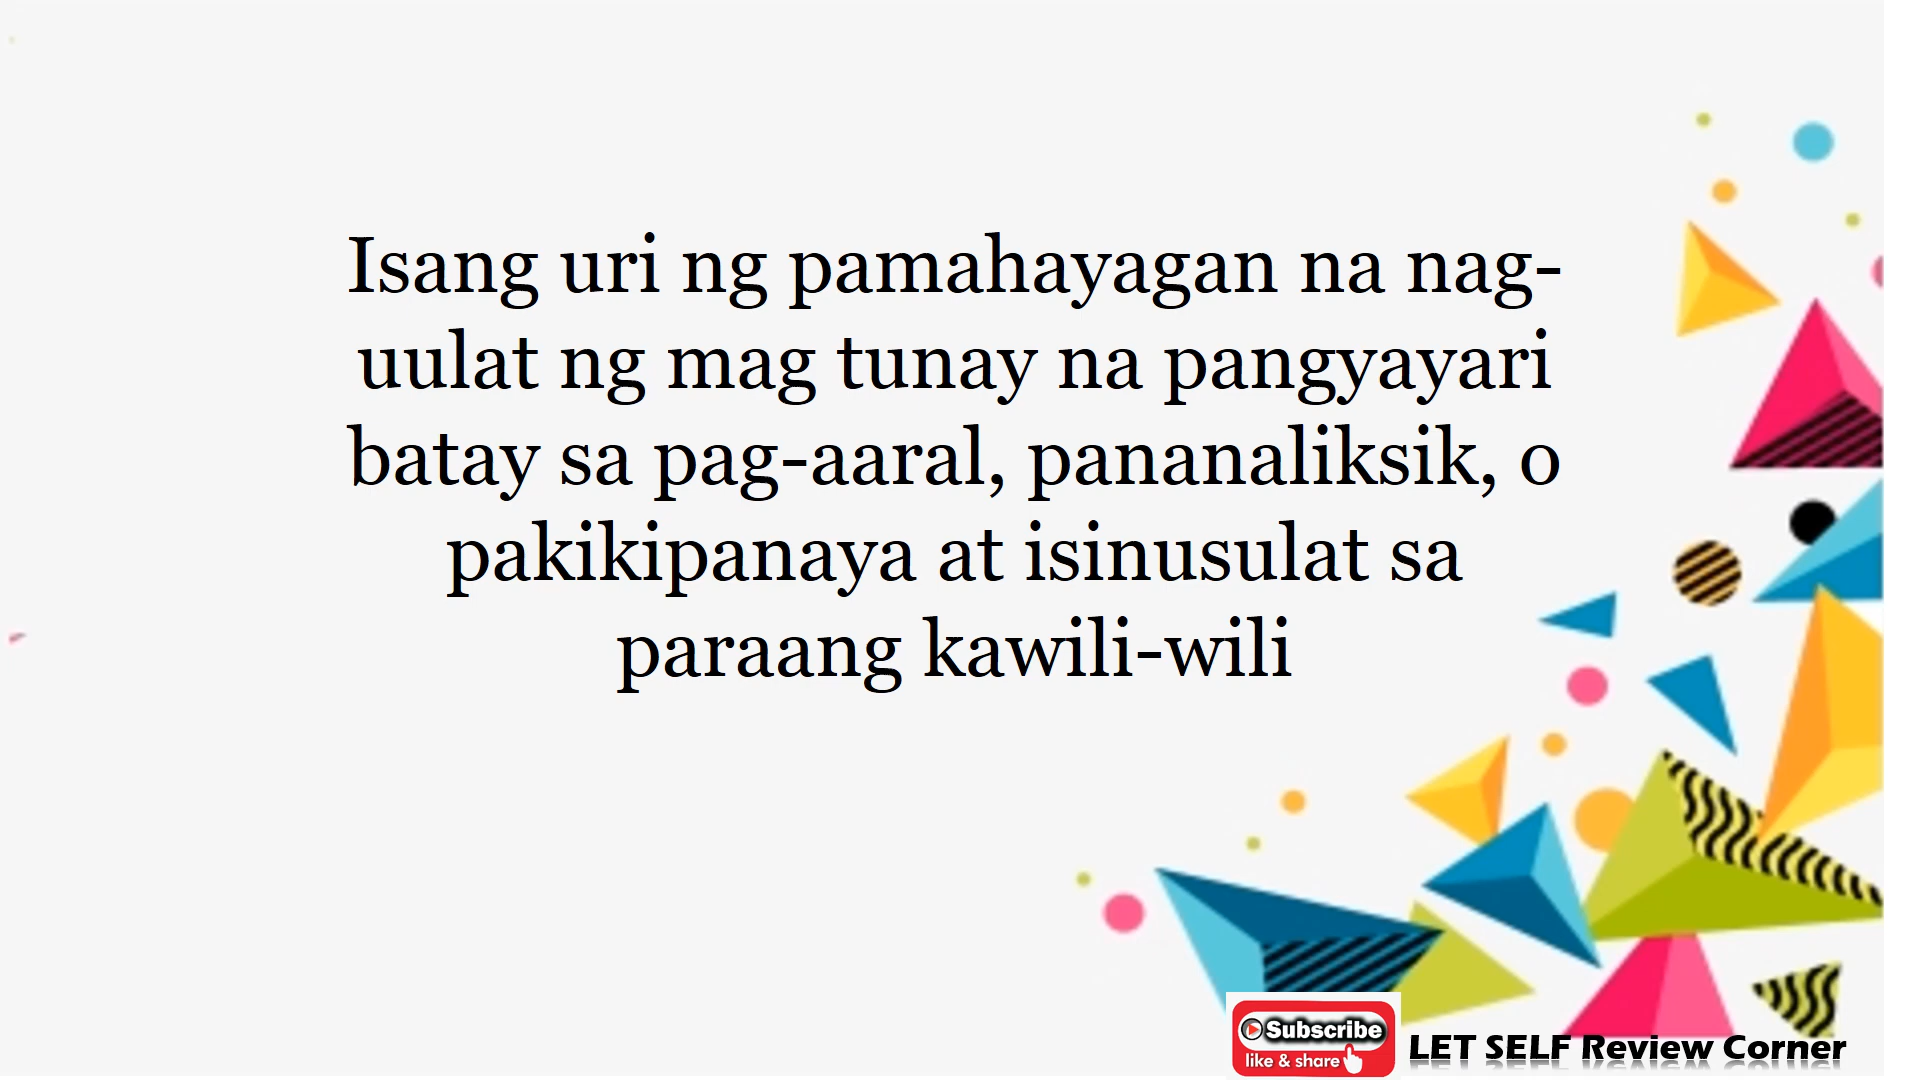 Isang uri ng pamahayagan na nag-
uulat ng mag tunay na pangyayari
batay sa pag-aaral, pananaliksik, o
pakikipanaya at isinusulat sa
paraang kawili-wili
Subscribe
like & share
LET SELF Review Corner